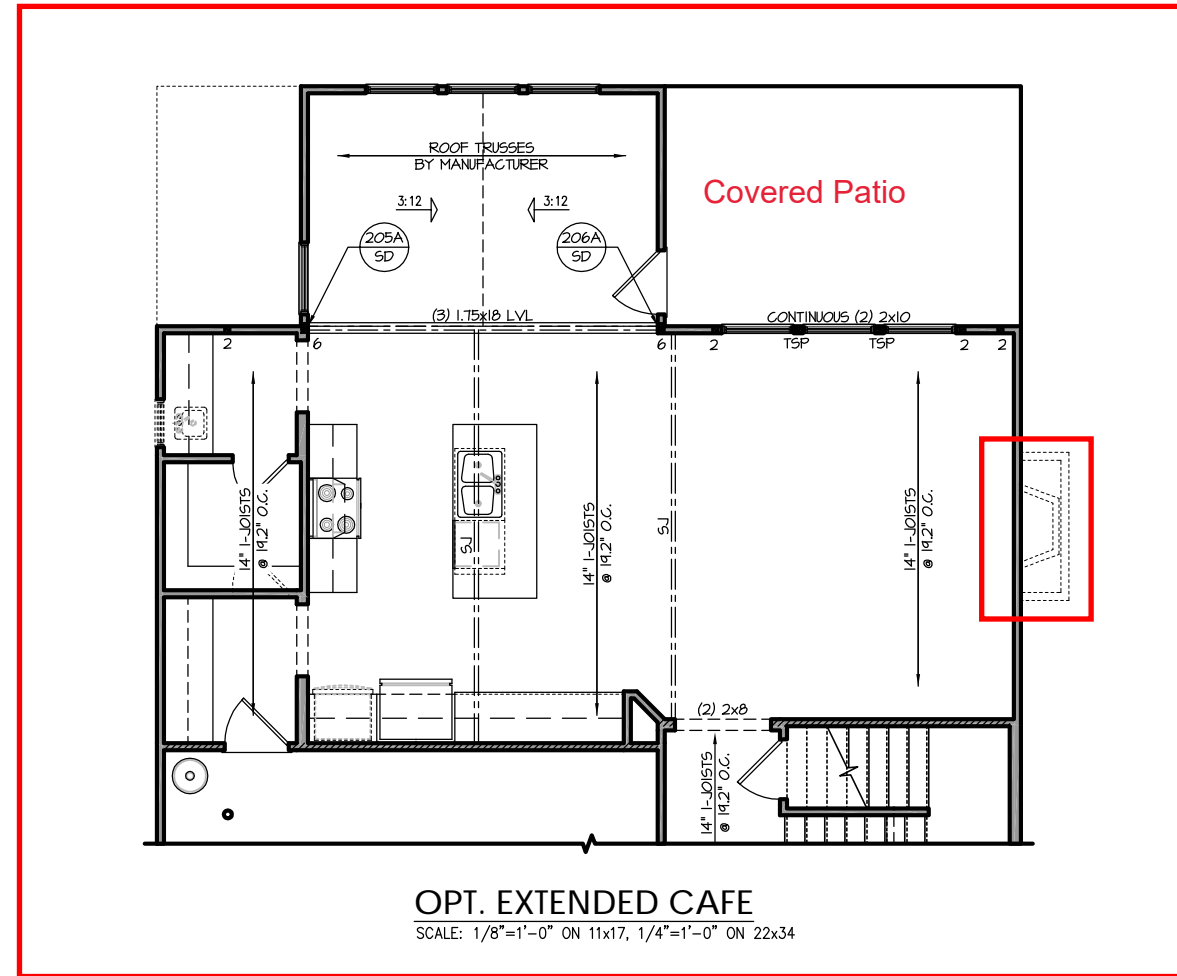 ROOF TRUSSES
BY MANUFACTURER
Covered Patio
3:12
3:12
205A
SD
206A
SD
(3) 1.75x18 LVL
CONTINUOUS (2) 2x10
2
6
6
2
TSP
TSP
2
2
14" I-JOISTS
@ 19.2" O.C.
SJ
14" I-JOISTS
@ 19.2" O.C.
SJ
14" I-JOISTS
@ 19.2" O.C.
(2) 2x8
14" I-JOISTS
@ 19.2" O.C.
OPT. EXTENDED CAFE
SCALE: 1/8"=1'-0" ON 11x17, 1/4"=1'-0" ON 22x34